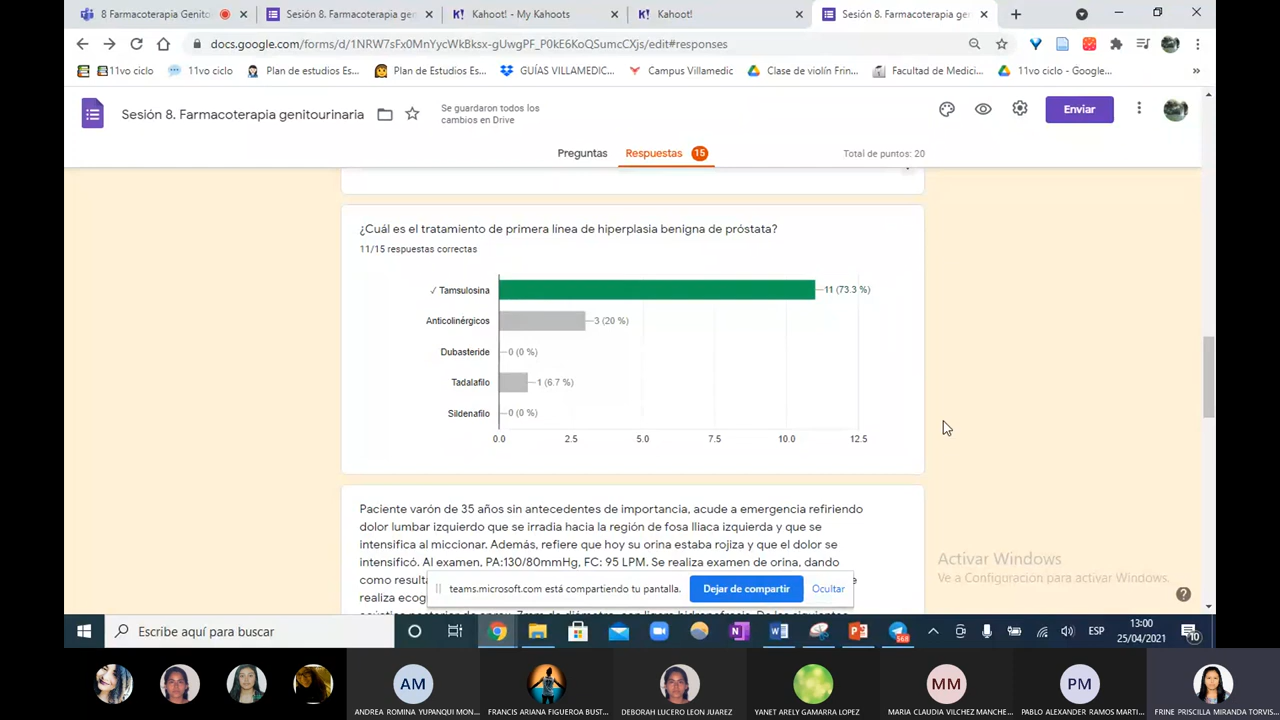 8 Farmacoterapia Genito
Sesión 8. Farmacoterapia gen
Kahoot! - My Kahoots
Kahoot!
Sesión 8. Farmacoterapia gen
docs.google.com/forms/d/1NRW7sFx0MnYycWkBksx-gUwgPF_P0kE6KoQSumcCXjs/edit#responses
11vo ciclo
11vo ciclo
Plan de estudios Es...
Plan de Estudios Es...
GUÍAS VILLAMEDIC...
Campus Villamedic
Clase de violín Frin...
Facultad de Medici...
11vo ciclo - Google...
»
Sesión 8. Farmacoterapia genitourinaria
Se guardaron todos los
cambios en Drive
Enviar
Preguntas
Respuestas
15
Total de puntos: 20
¿Cuál es el tratamiento de primera línea de hiperplasia benigna de próstata?
11/15 respuestas correctas
✓ Tamsulosina
11 (73.3 %)
Anticolinérgicos
3 (20 %)
Dubasteride
0 (0 %)
Tadalafilo
1 (6.7 %)
Sildenafilo
0 (0 %)
0.0 2.5 5.0 7.5 10.0 12.5
Paciente varón de 35 años sin antecedentes de importancia, acude a emergencia refiriendo
dolor lumbar izquierdo que se irradia hacia la región de fosa Iliaca izquierda y que se
intensifica al miccionar. Además, refiere que hoy su orina estaba rojiza y que el dolor se
intensificó. Al examen, PA:130/80mmHg, FC: 95 LPM. Se realiza examen de orina, dando
como
realiza
teams.microsoft.com está compartiendo tu pantalla.
Dejar de compartir
Ocultar
Activar Windows
Ve a Configuración para activar Windows.
Escribe aquí para buscar
568
ESP
13:00
25/04/2021
10
AM
MM
PM
ANDREA ROMINA YUPANQUI MON...
FRANCIS ARIANA FIGUEROA BUST...
DEBORAH LUCERO LEON JUAREZ
YANET ARELY GAMARRA LOPEZ
MARIA CLAUDIA VILCHEZ MANCHE...
PABLO ALEXANDER RAMOS MARTI...
FRINE PRISCILLA MIRANDA TORVIS...